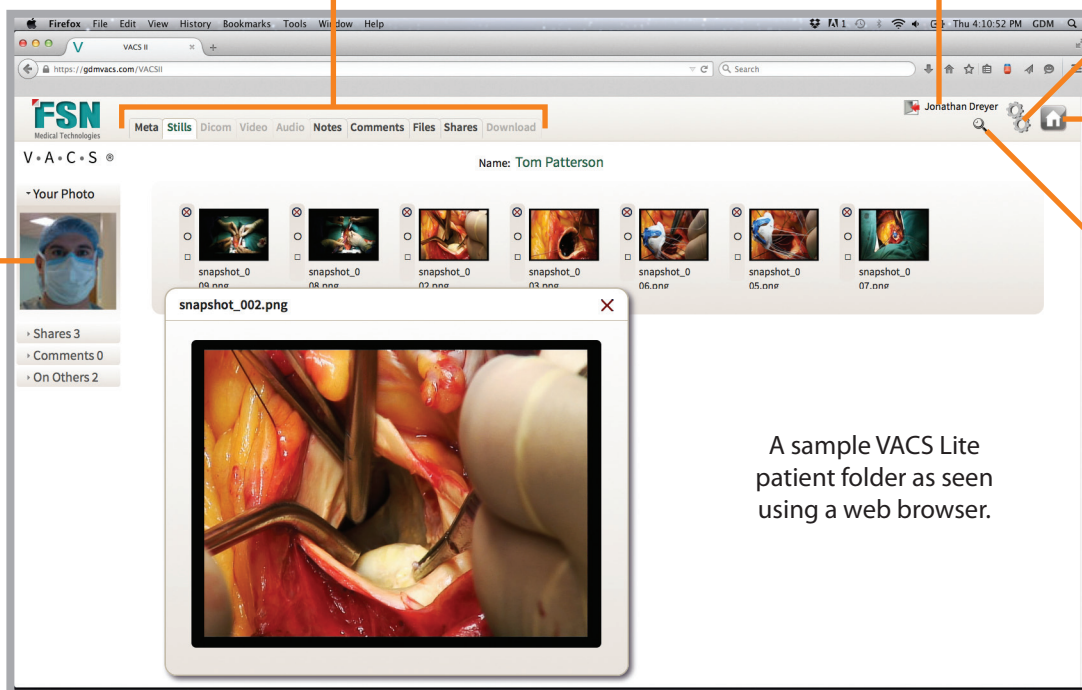 Firefox File Edit View History Bookmarks Tools Window Help
1 Thu 4:10:52 PM GDM
V VACS II × +
https://gdmvacs.com/VACSII
Search
FSN
Medical Technologies
Meta Stills Dicom Video Audio Notes Comments Files Shares Download
Jonathan Dreyer
V•A•C•S ®
Name: Tom Patterson
Your Photo
snapshot_0 snapshot_0 snapshot_0 snapshot_0 snapshot_0 snapshot_0 snapshot_0
09.png 08.png 02.png 03.png 06.png 05.png 07.png
snapshot_002.png
Shares 3
Comments 0
On Others 2
A sample VACS Lite
patient folder as seen
using a web browser.